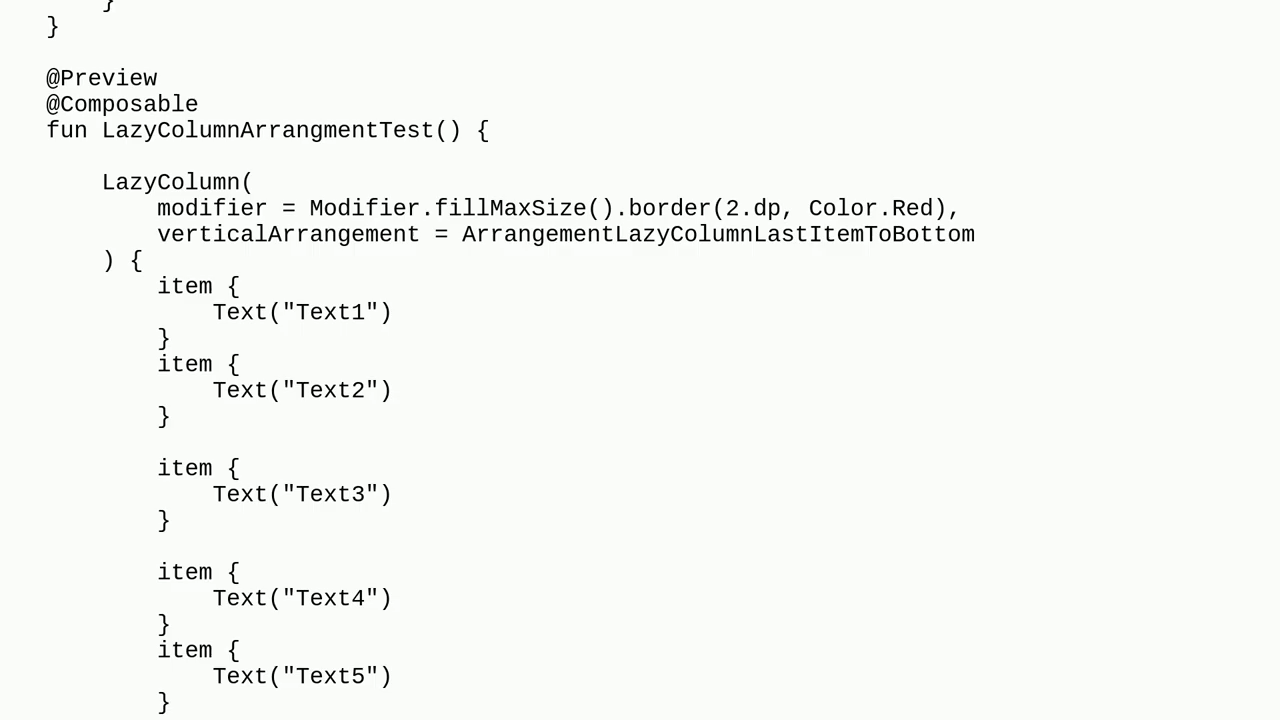 }
}
@Preview
@Composable
fun LazyColumnArrangmentTest() {
LazyColumn(
modifier = Modifier.fillMaxSize().border(2.dp, Color.Red),
verticalArrangement = ArrangementLazyColumnLastItemToBottom
) {
item {
Text("Text1")
}
item {
Text("Text2")
}
item {
Text("Text3")
}
item {
Text("Text4")
}
item {
Text("Text5")
}